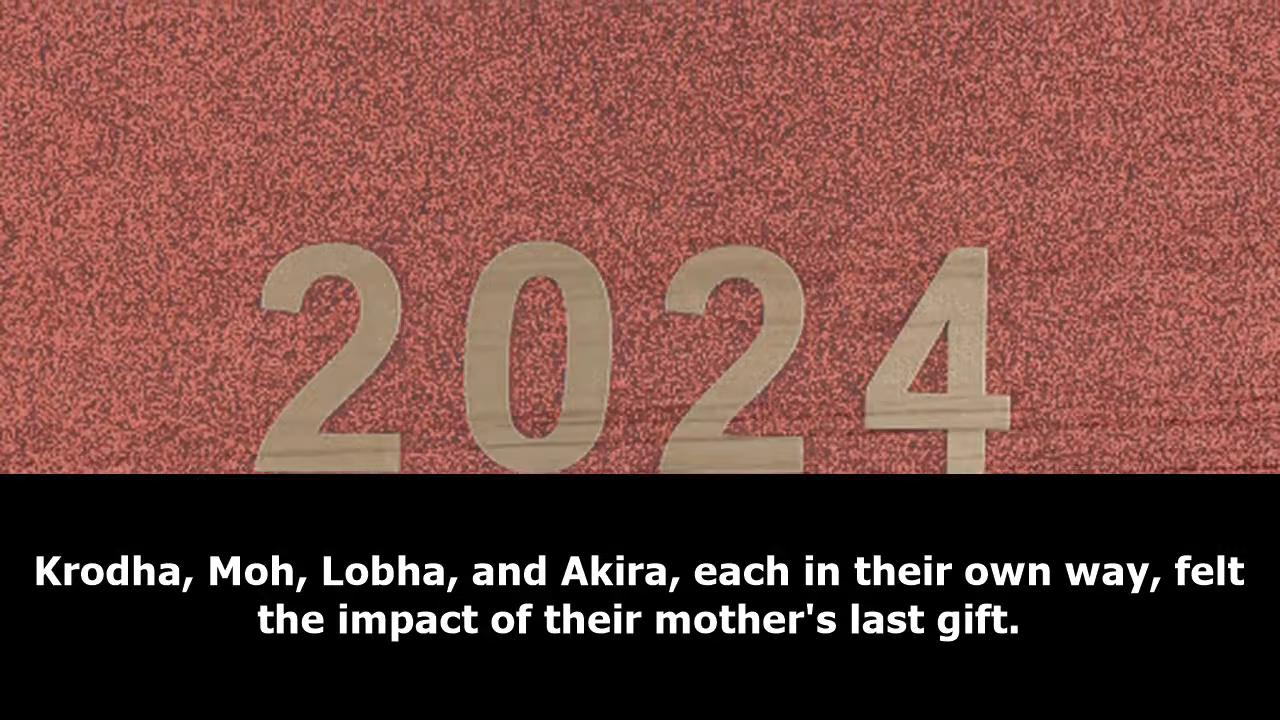 2024
Krodha, Moh, Lobha, and Akira, each in their own way, felt
the impact of their mother's last gift.